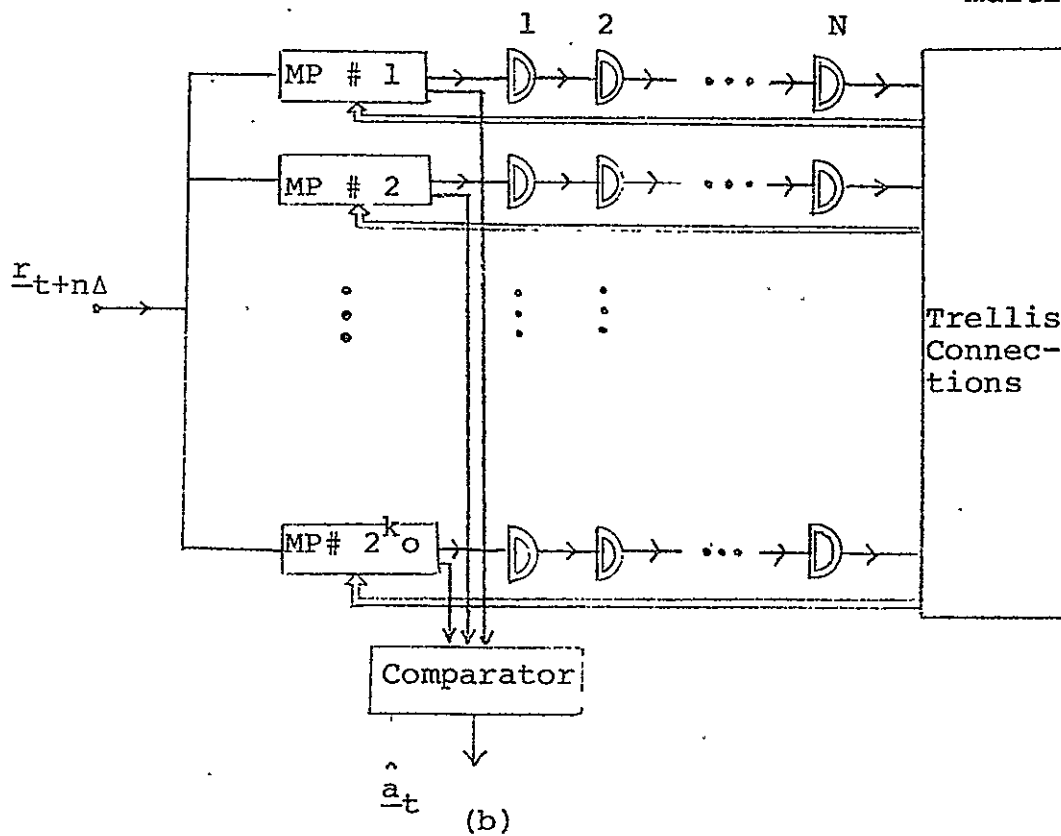 1 2 N
MP # 1
MP # 2
r_t+nΔ
Trellis
Connec-
tions
MP# 2^k_o
Comparator
â_t
(b)